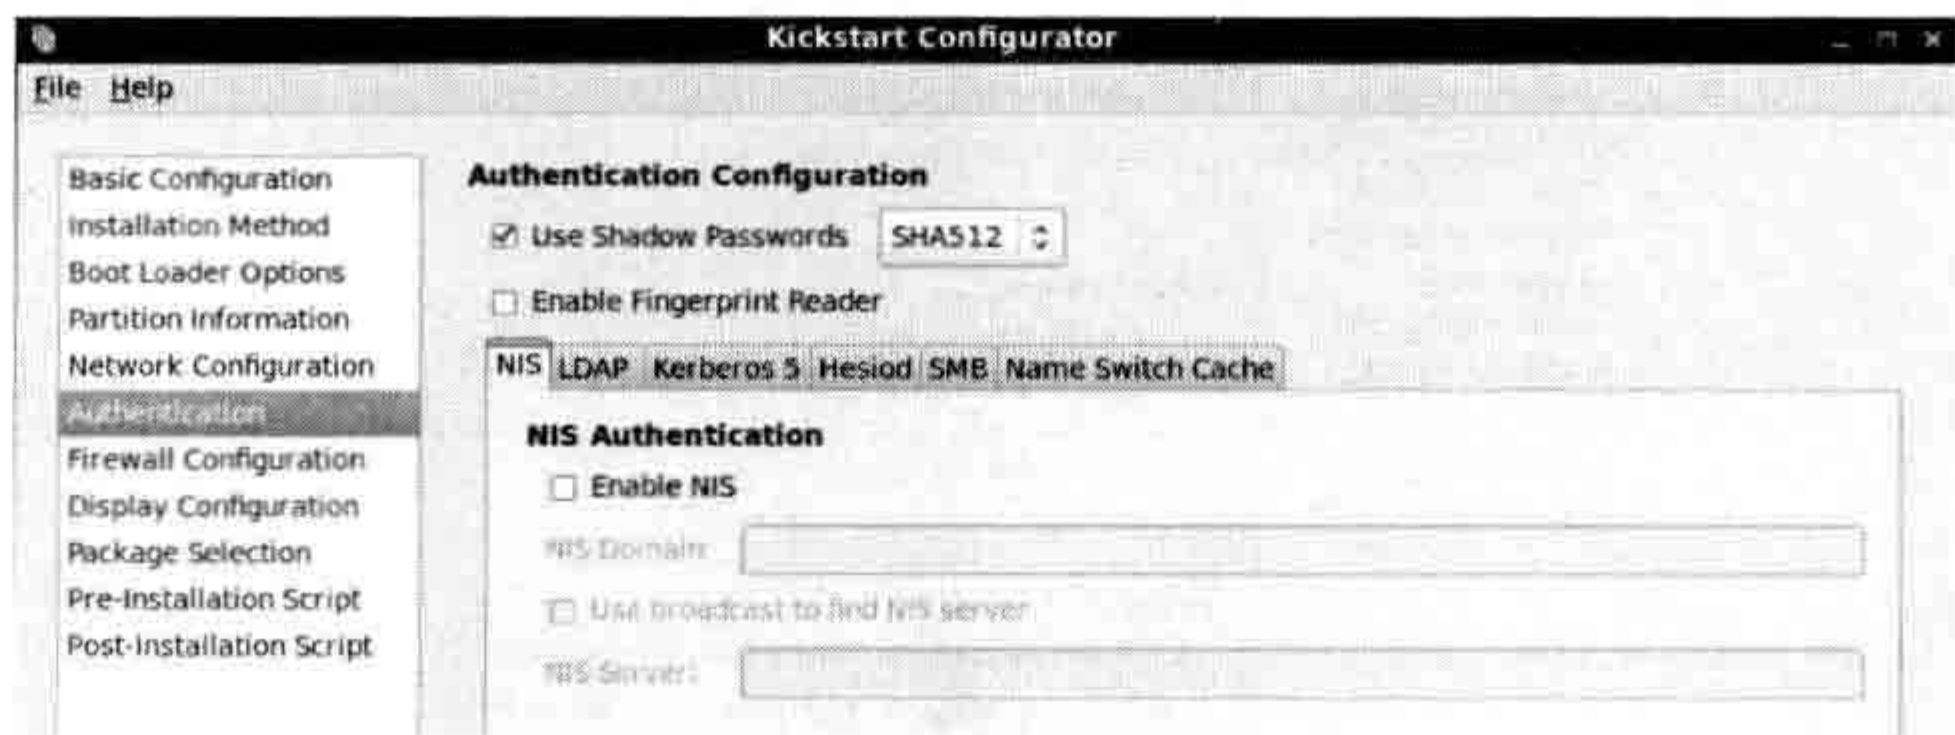 Kickstart Configurator
File Help
Basic Configuration
Installation Method
Boot Loader Options
Partition Information
Network Configuration
Authentication
Firewall Configuration
Display Configuration
Package Selection
Pre-Installation Script
Post-Installation Script
Authentication Configuration
Use Shadow Passwords SHA512
Enable Fingerprint Reader
NIS LDAP Kerberos 5 Hesiod SMB Name Switch Cache
NIS Authentication
Enable NIS
NIS Domain:
Use broadcast to find NIS server
NIS Server: